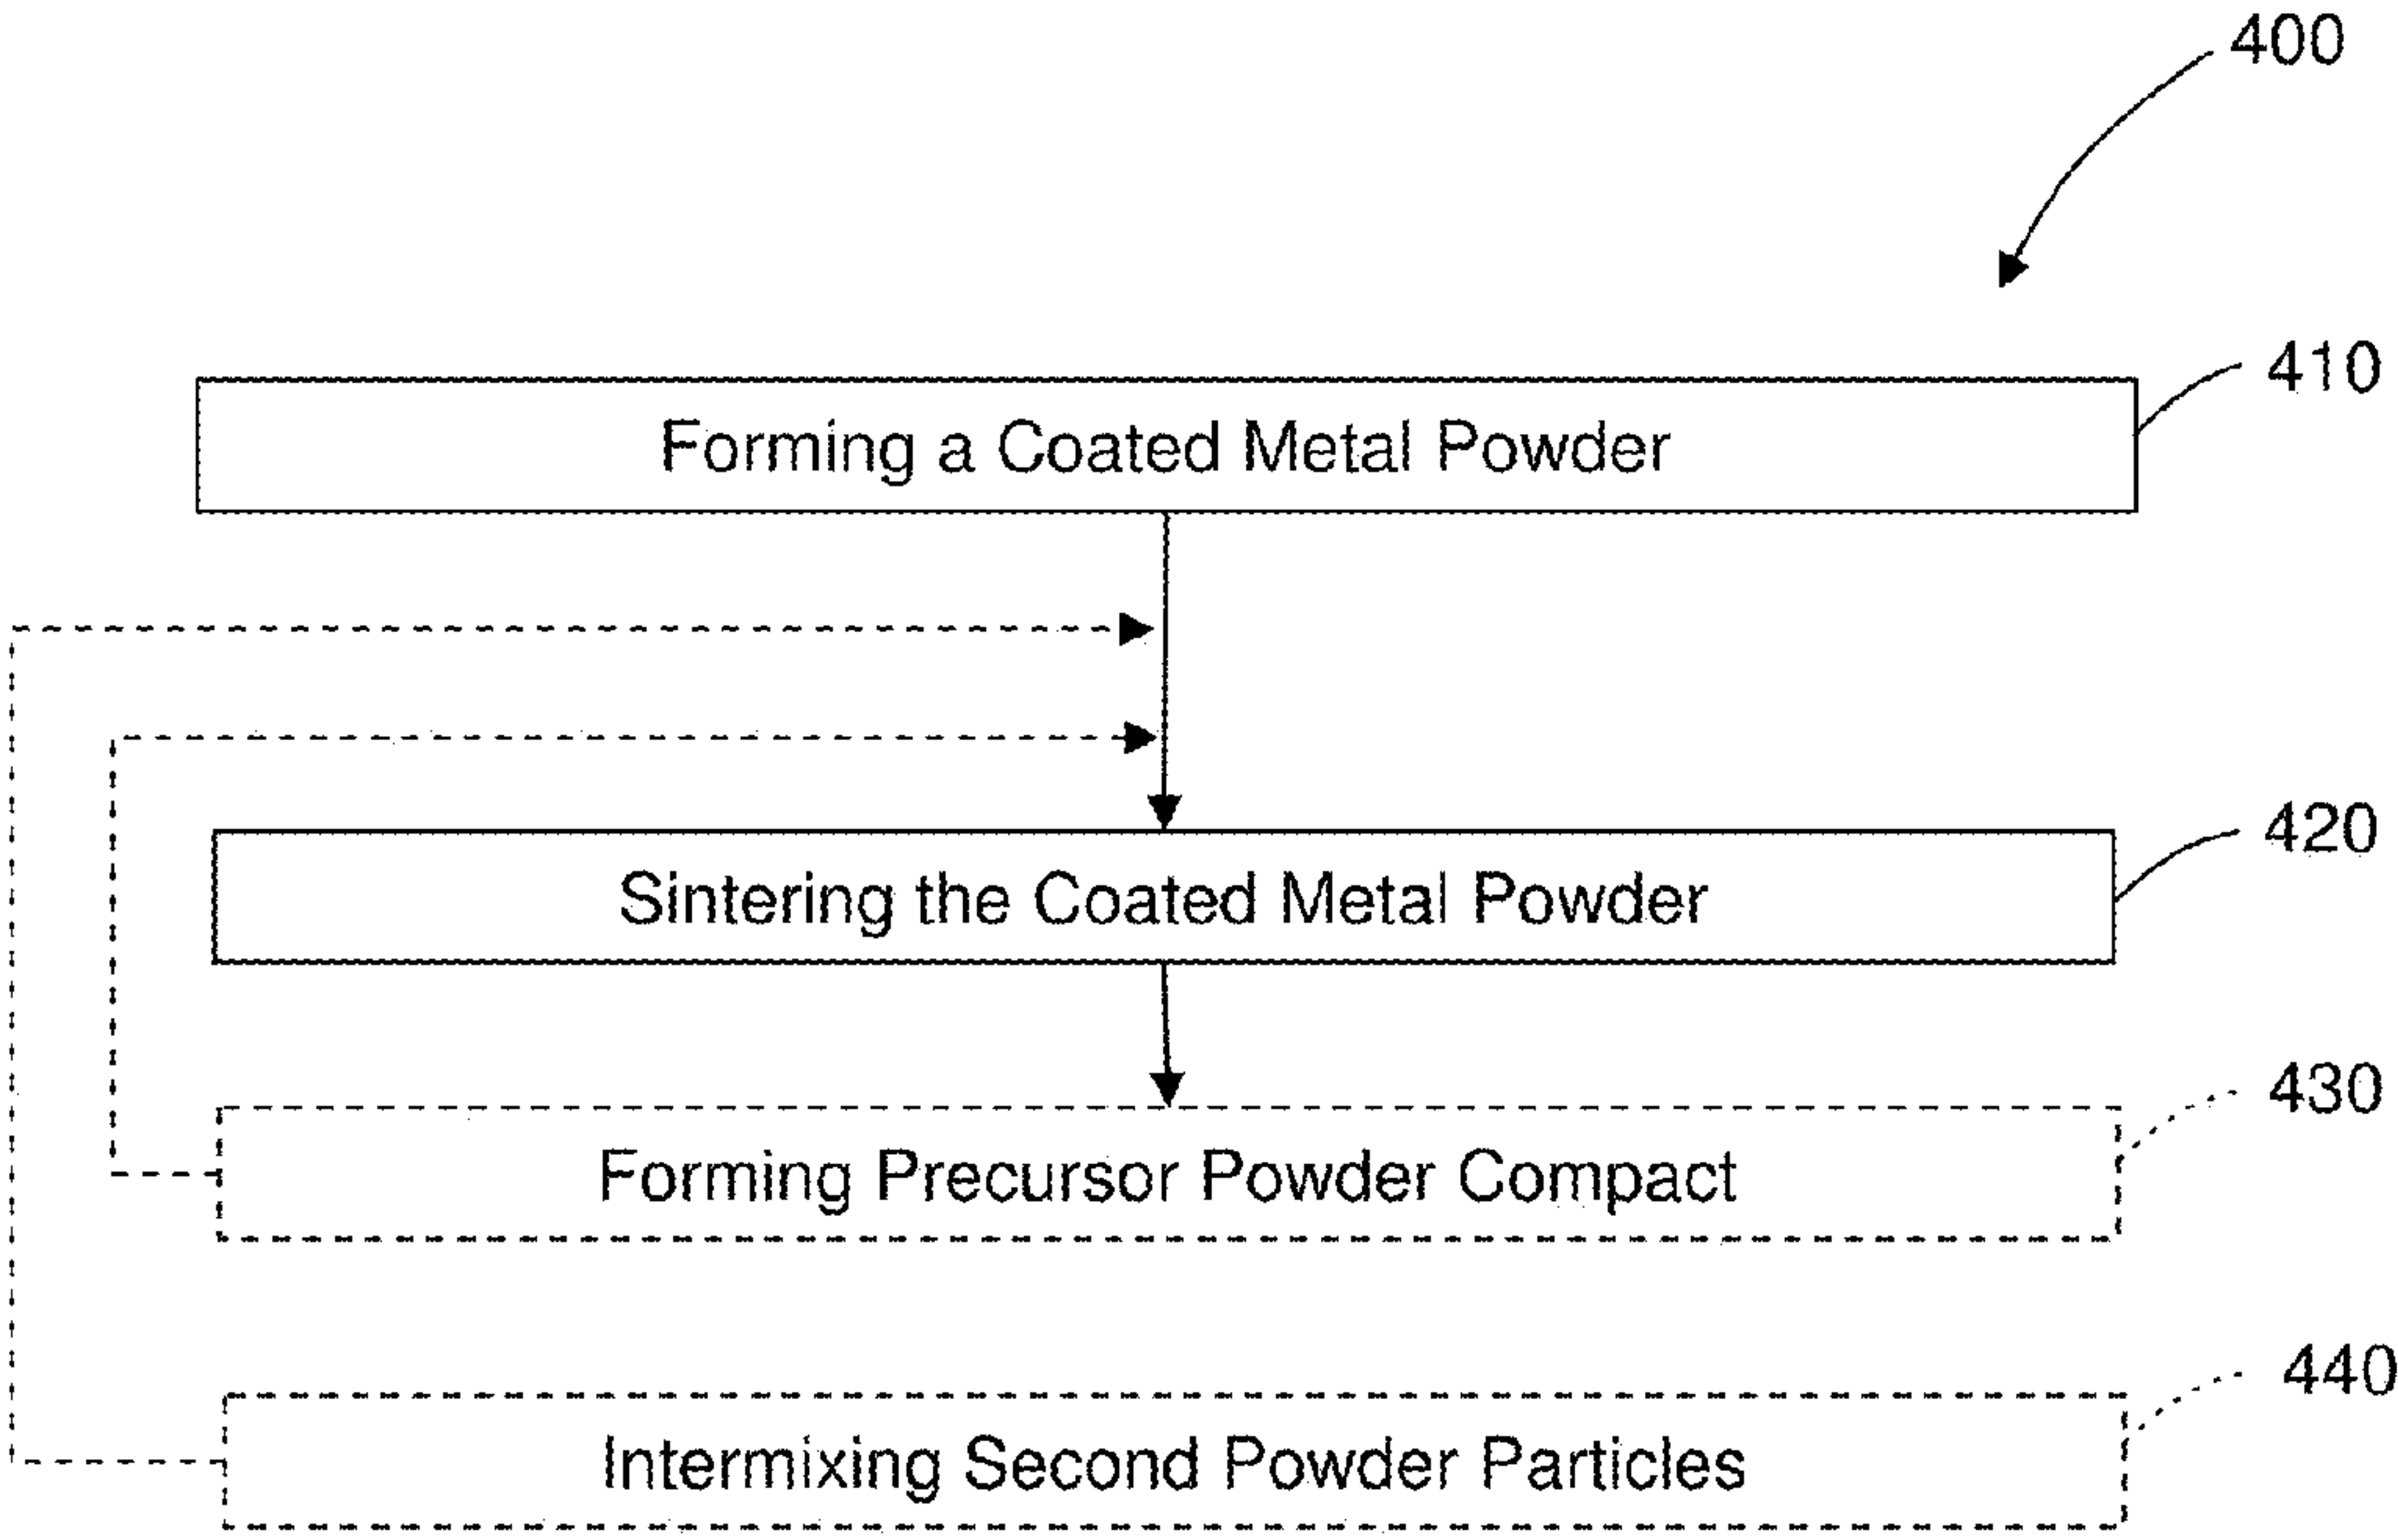 400
410
Forming a Coated Metal Powder
420
Sintering the Coated Metal Powder
430
Forming Precursor Powder Compact
440
Intermixing Second Powder Particles